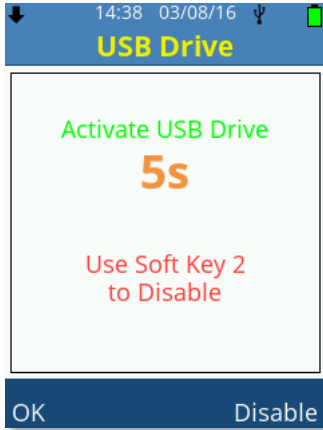 14:38 03/08/16
USB Drive
Activate USB Drive
5s
Use Soft Key 2
to Disable
OK Disable